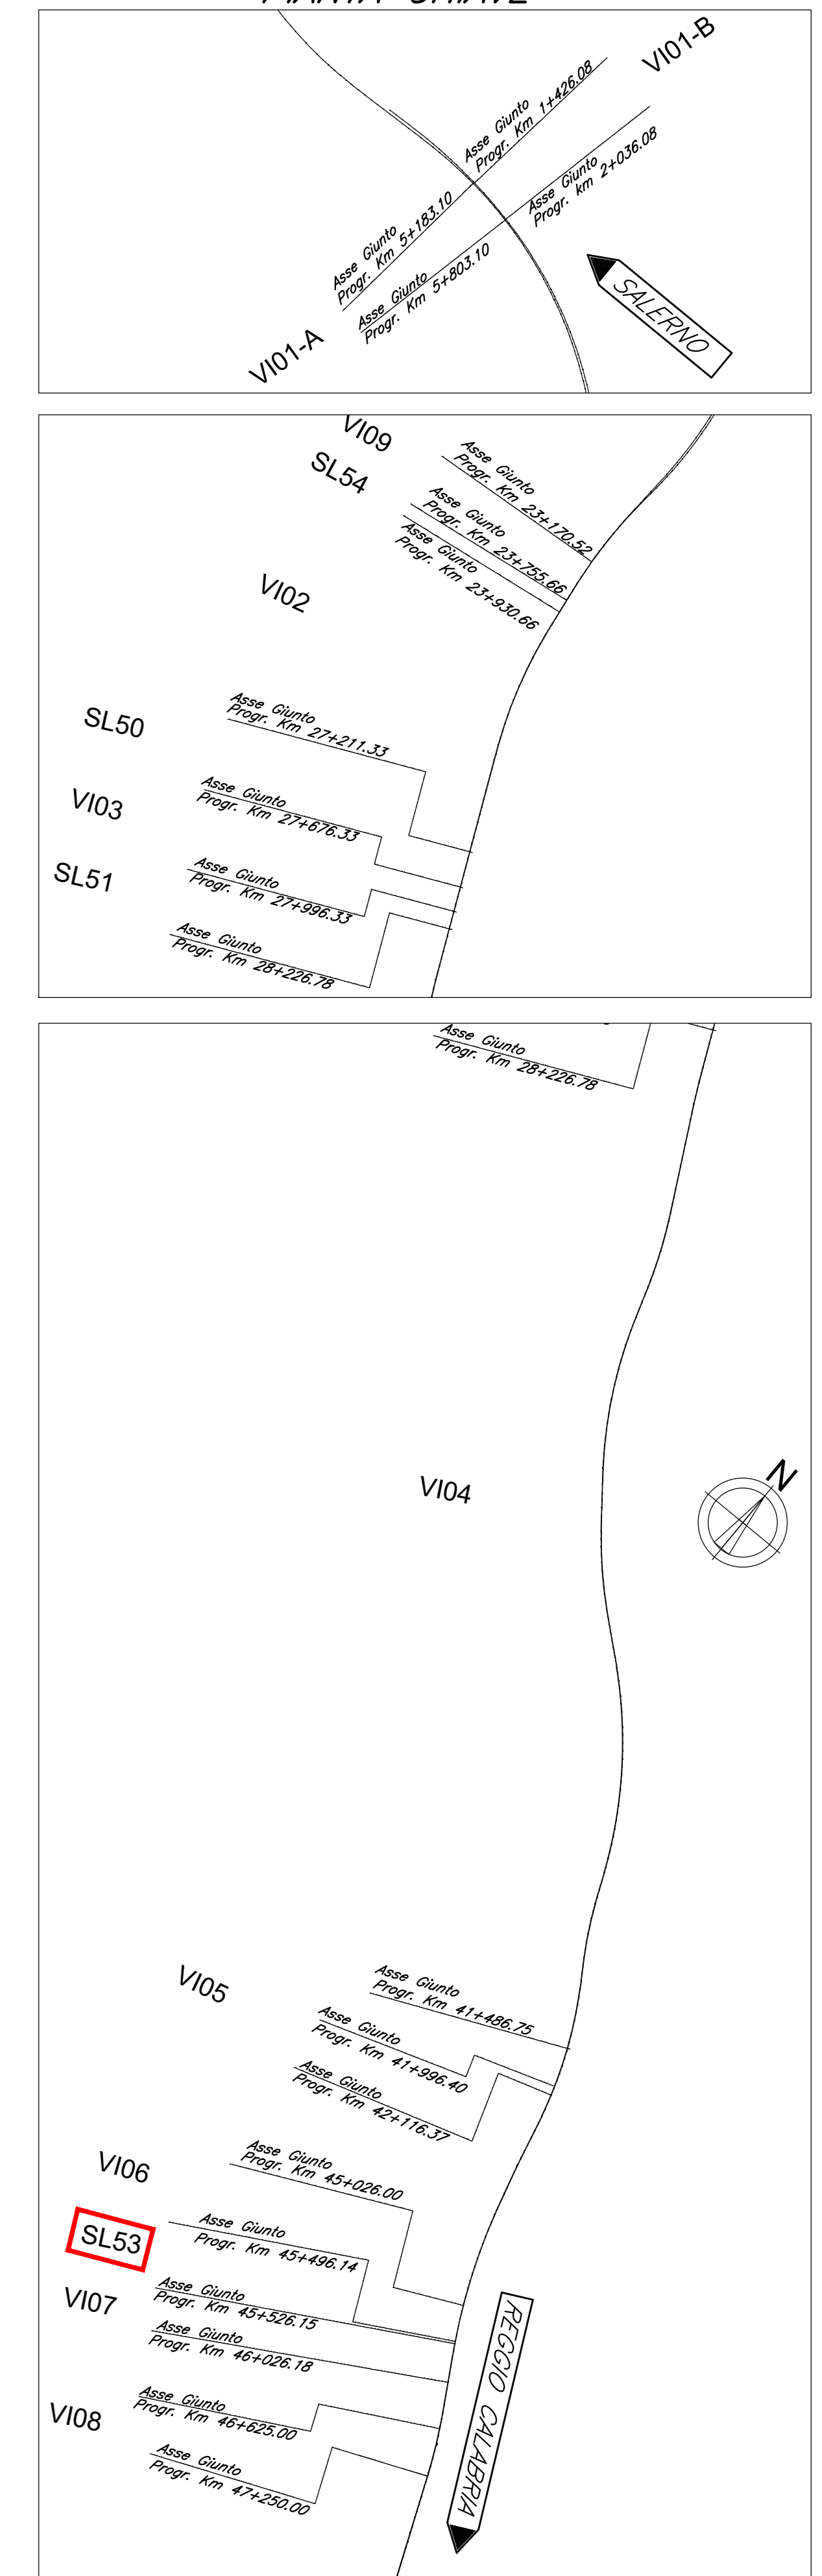 VI01-B
Asse Giunto
Progr. Km 1+426.08
Asse Giunto
Progr. km 2+036.08
Asse Giunto
Progr. Km 5+183.10
Asse Giunto
Progr. Km 5+803.10
VI01-A
SALERNO
VI09
SL54
Asse Giunto
Progr. Km 23+170.52
Asse Giunto
Progr. Km 23+755.66
Asse Giunto
Progr. Km 23+930.66
VI02
SL50
Asse Giunto
Progr. Km 27+211.33
VI03
Asse Giunto
Progr. Km 27+676.33
SL51
Asse Giunto
Progr. Km 27+996.33
Asse Giunto
Progr. Km 28+226.78
Asse Giunto
Progr. Km 28+226.78
VI04
N
VI05
Asse Giunto
Progr. Km 41+486.75
Asse Giunto
Progr. Km 41+996.40
Asse Giunto
Progr. Km 42+116.37
VI06
Asse Giunto
Progr. Km 45+026.00
SL53
Asse Giunto
Progr. Km 45+496.14
VI07
Asse Giunto
Progr. Km 45+526.15
Asse Giunto
Progr. Km 46+026.18
VI08
Asse Giunto
Progr. Km 46+625.00
Asse Giunto
Progr. Km 47+250.00
REGGIO CALABRIA